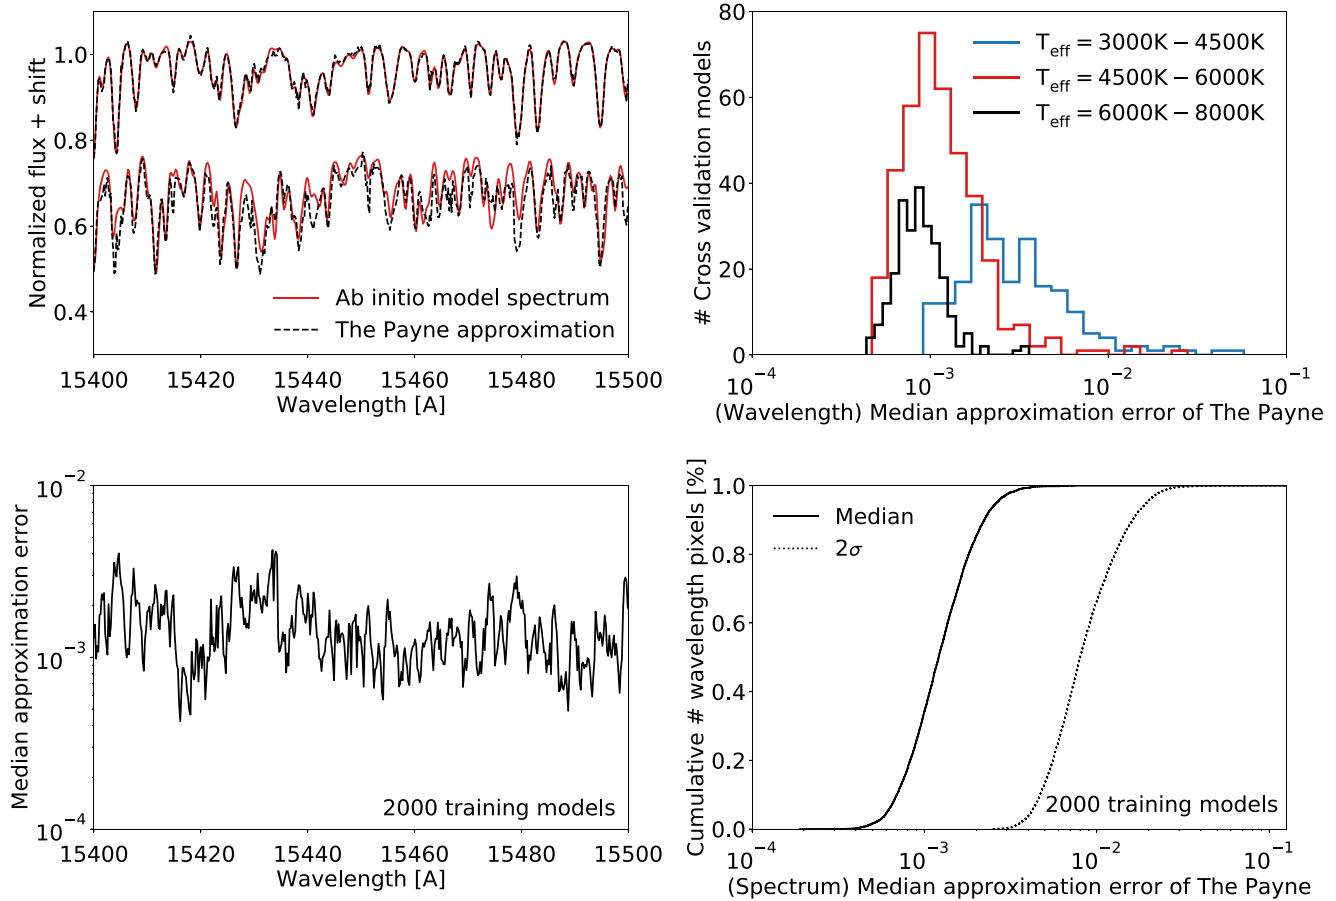 Normalized flux + shift
1.0
0.8
0.6
0.4
Ab initio model spectrum
The Payne approximation
15400 15420 15440 15460 15480 15500
Wavelength [A]
# Cross validation models
80
60
40
20
0
T_eff = 3000K − 4500K
T_eff = 4500K − 6000K
T_eff = 6000K − 8000K
10⁻⁴ 10⁻³ 10⁻² 10⁻¹
(Wavelength) Median approximation error of The Payne
Median approximation error
10⁻²
10⁻³
10⁻⁴
2000 training models
15400 15420 15440 15460 15480 15500
Wavelength [A]
Cumulative # wavelength pixels [%]
1.0
0.8
0.6
0.4
0.2
0.0
Median
2σ
2000 training models
10⁻⁴ 10⁻³ 10⁻² 10⁻¹
(Spectrum) Median approximation error of The Payne